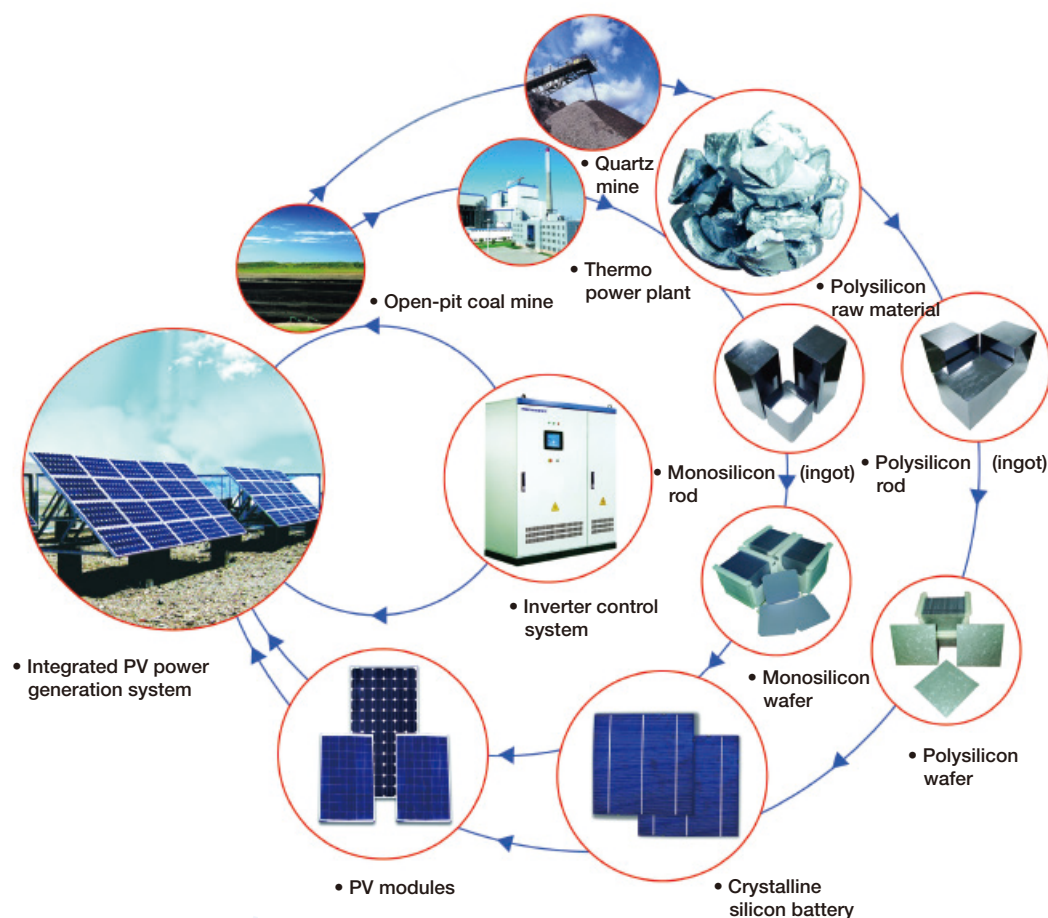 • Quartz
mine
• Thermo
power plant
• Open-pit coal mine
• Polysilicon
raw material
• Monosilicon (ingot)
rod
• Polysilicon (ingot)
rod
• Inverter control
system
• Integrated PV power
generation system
• Monosilicon
wafer
• Polysilicon
wafer
• PV modules
• Crystalline
silicon battery